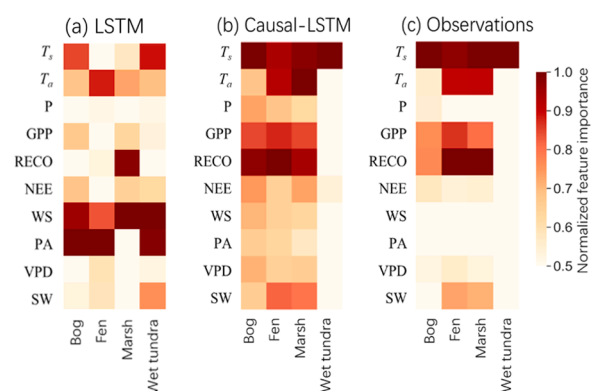 (a) LSTM
(b) Causal-LSTM
(c) Observations
Ts
Ta
P
GPP
RECO
NEE
WS
PA
VPD
SW
Bog
Fen
Marsh
Wet tundra
Ts
Ta
P
GPP
RECO
NEE
WS
PA
VPD
SW
Bog
Fen
Marsh
Wet tundra
Ts
Ta
P
GPP
RECO
NEE
WS
PA
VPD
SW
Bog
Fen
Marsh
Wet tundra
1.0
0.9
0.8
0.7
0.6
0.5
Normalized feature importance